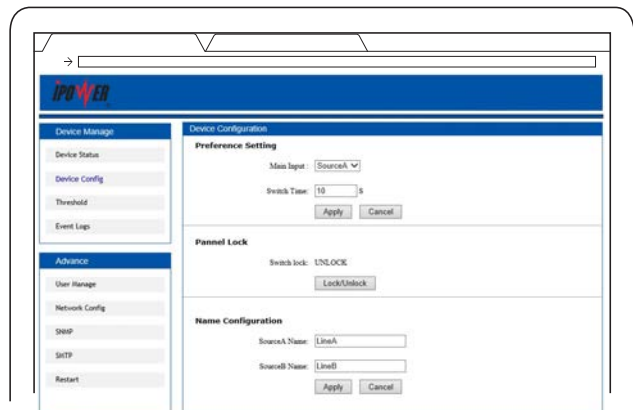 iPOWER
Device Manage
Device Status
Device Config
Threshold
Event Logs
Advance
User Manage
Network Config
SNMP
SMTP
Restart
Device Configuration
Preference Setting
Main Input: SourceA
Switch Time: 10 S
Apply Cancel
Pannel Lock
Switch lock: UNLOCK
Lock/Unlock
Name Configuration
SourceA Name: LineA
SourceB Name: LineB
Apply Cancel